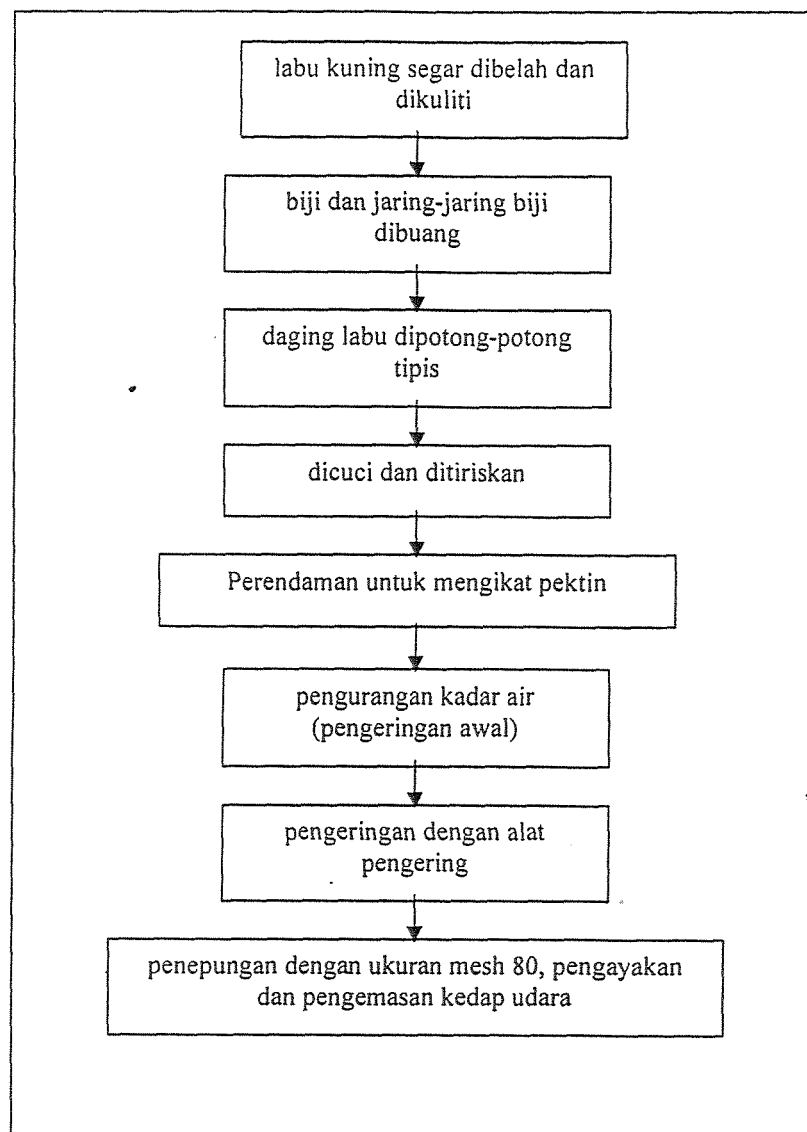 labu kuning segar dibelah dan
dikuliti
biji dan jaring-jaring biji
dibuang
daging labu dipotong-potong
tipis
dicuci dan ditiriskan
Perendaman untuk mengikat pektin
pengurangan kadar air
(pengeringan awal)
pengeringan dengan alat
pengering
penepungan dengan ukuran mesh 80, pengayakan
dan pengemasan kedap udara